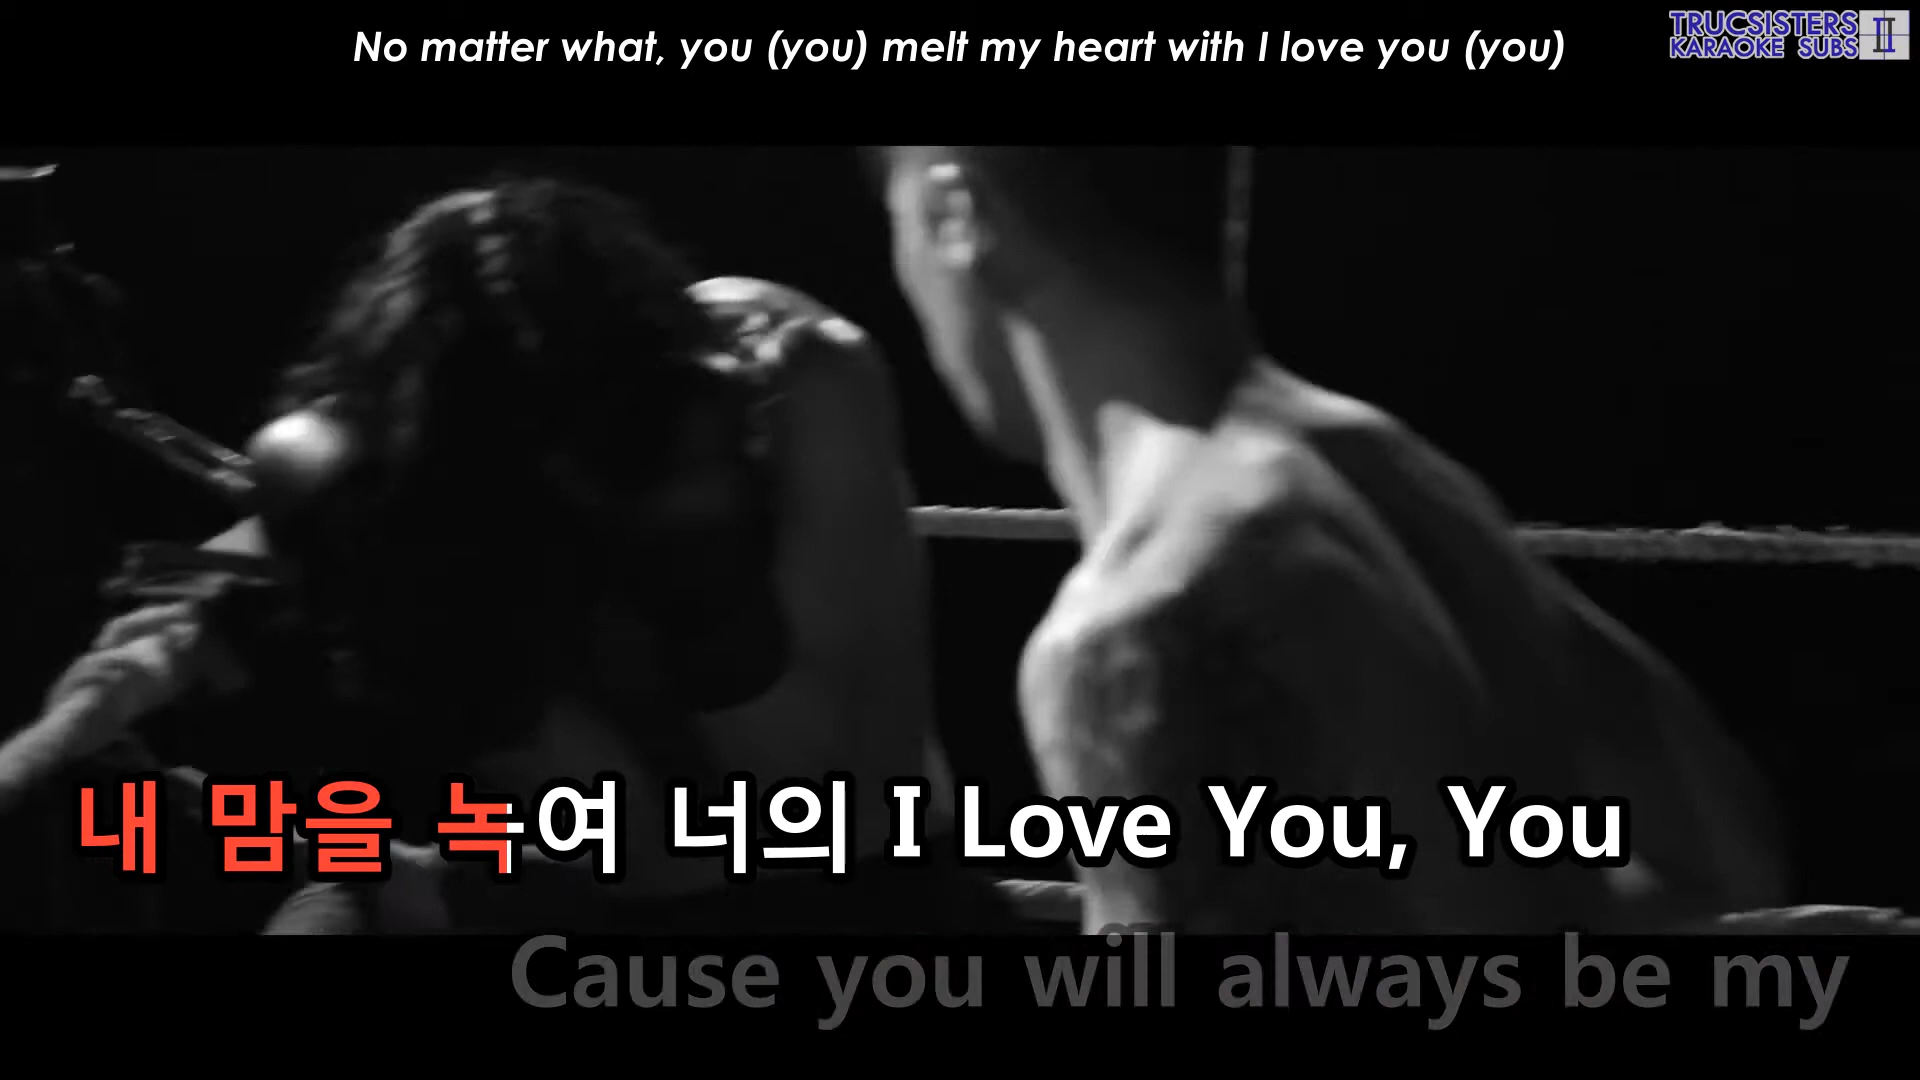 No matter what, you (you) melt my heart with I love you (you)
TRUCSISTERS
KARAOKE SUBS II
내 맘을 녹여 너의 I Love You, You
Cause you will always be my